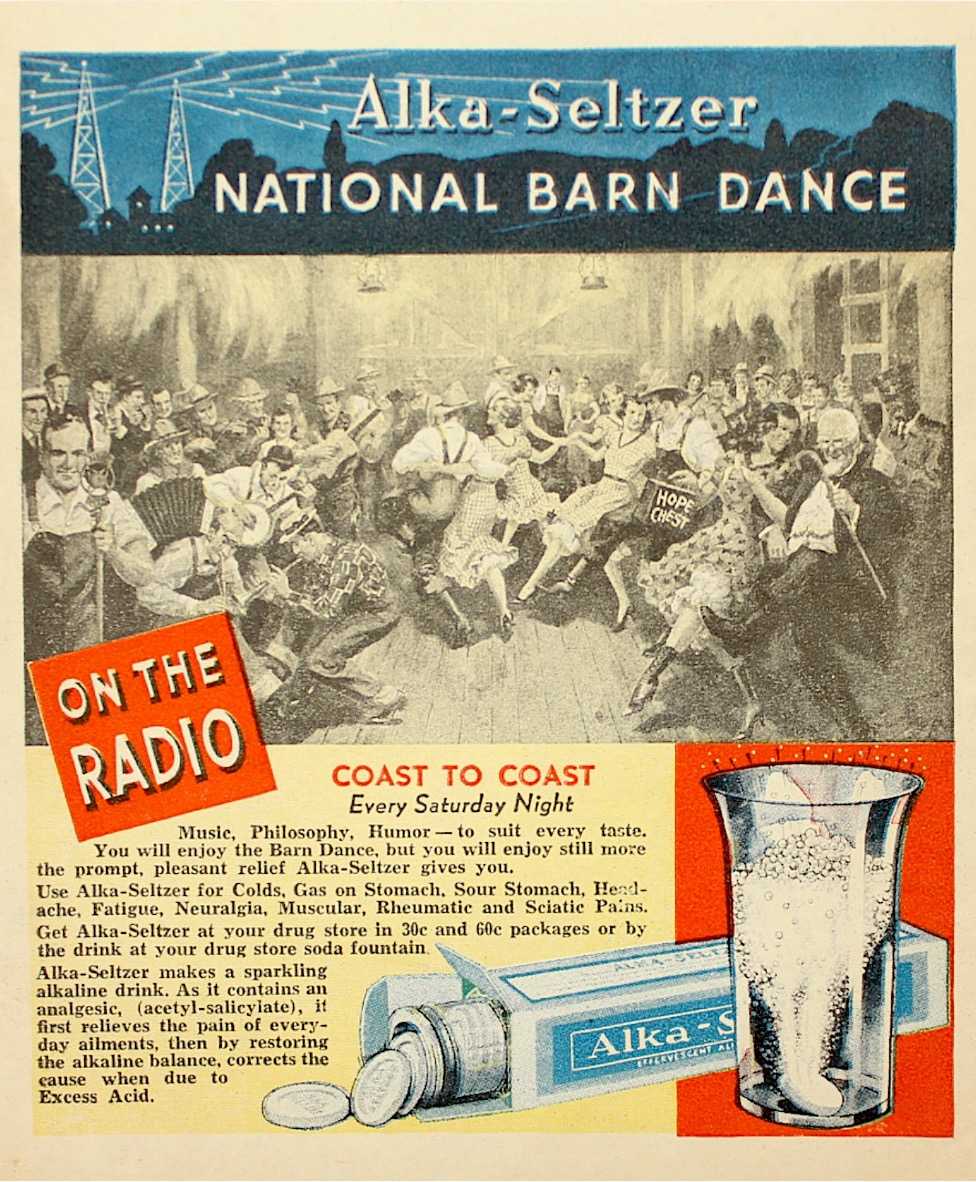 Alka-Seltzer
NATIONAL BARN DANCE
HOPE
CHEST
ON THE
RADIO
COAST TO COAST
Every Saturday Night
Music, Philosophy, Humor — to suit every taste.
You will enjoy the Barn Dance, but you will enjoy still more
the prompt, pleasant relief Alka-Seltzer gives you.
Use Alka-Seltzer for Colds, Gas on Stomach, Sour Stomach, Head-
ache, Fatigue, Neuralgia, Muscular, Rheumatic and Sciatic Pains.
Get Alka-Seltzer at your drug store in 30c and 60c packages or by
the drink at your drug store soda fountain.
Alka-Seltzer makes a sparkling
alkaline drink. As it contains an
analgesic, (acetyl-salicylate), it
first relieves the pain of every-
day ailments, then by restoring
the alkaline balance, corrects the
cause when due to
Excess Acid.
ALKA-SEL
Alka-S
EFFERVESCENT AL